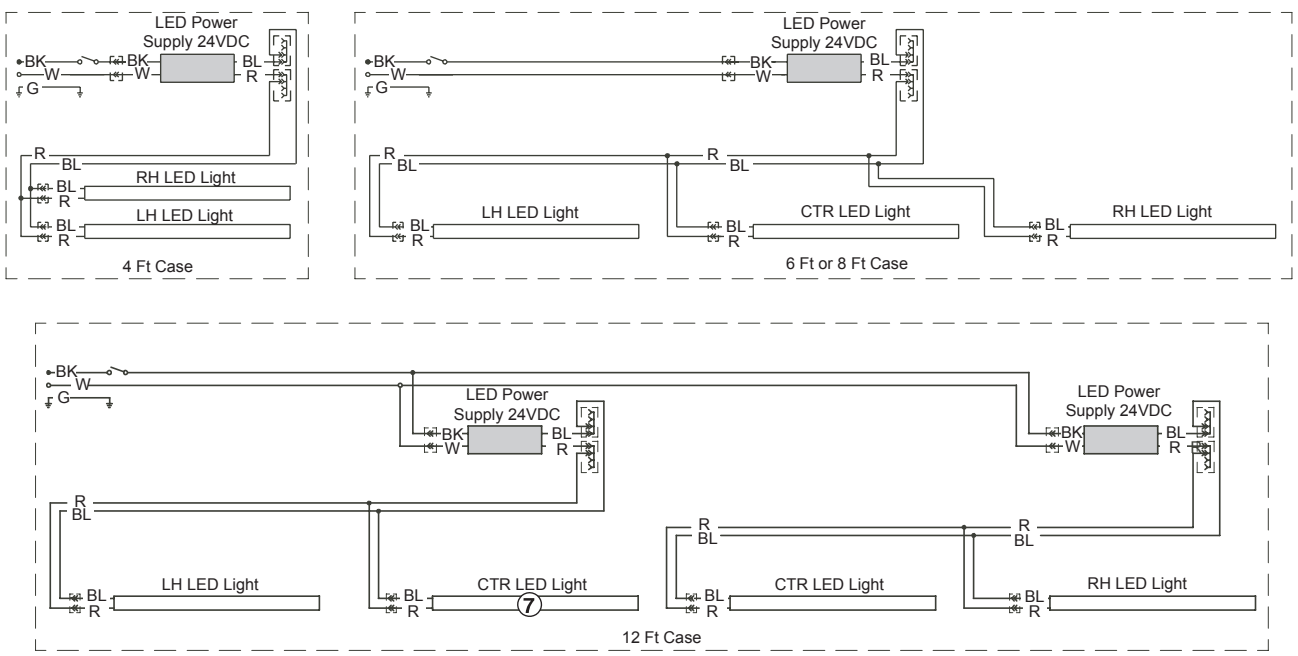 LED Power
Supply 24VDC
BK
BK
BL
W
W
R
G
R
BL
RH LED Light
BL
R
LH LED Light
BL
R
4 Ft Case
LED Power
Supply 24VDC
BK
BK
BL
W
W
R
G
R
R
BL
BL
LH LED Light
CTR LED Light
RH LED Light
BL
BL
BL
R
R
R
6 Ft or 8 Ft Case
BK
W
G
LED Power
Supply 24VDC
BK
BL
W
R
LED Power
Supply 24VDC
BK
BL
W
R
R
BL
R
R
BL
BL
LH LED Light
CTR LED Light
CTR LED Light
RH LED Light
BL
BL
BL
BL
R
R
R
R
7
12 Ft Case